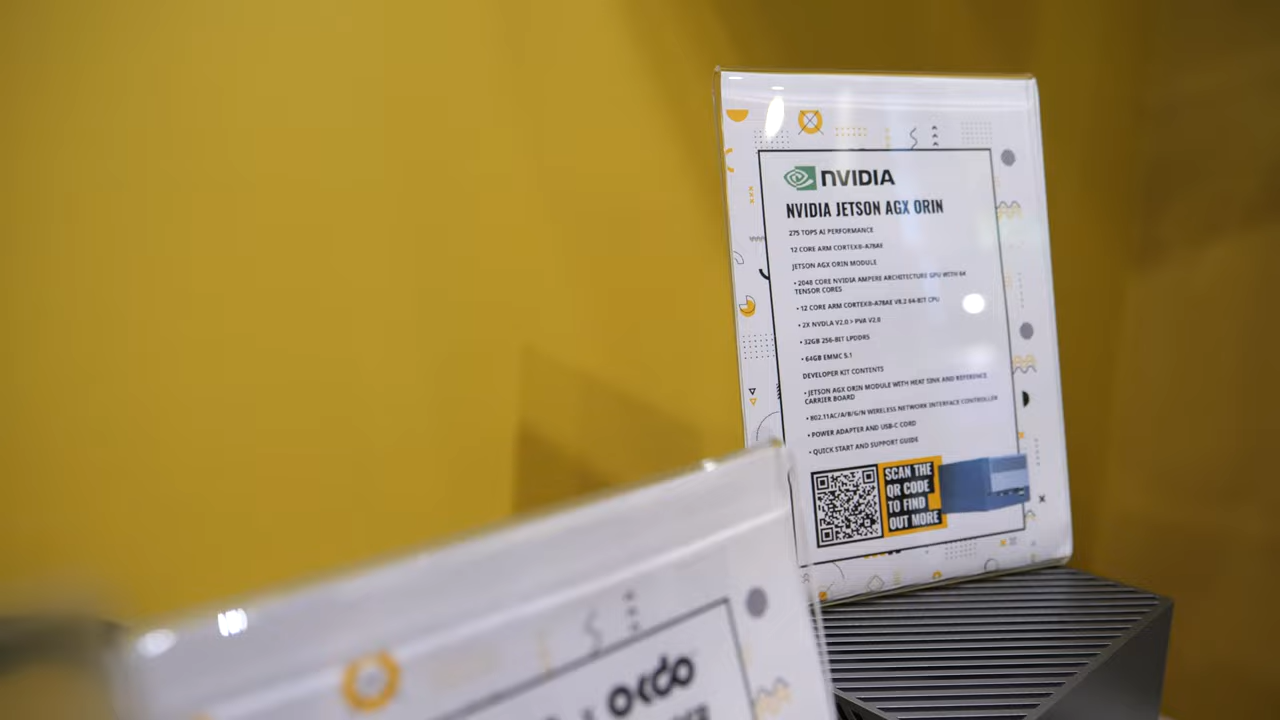 NVIDIA
NVIDIA JETSON AGX ORIN
275 TOPS AI PERFORMANCE
12 CORE ARM CORTEX®-A78AE
JETSON AGX ORIN MODULE
• 2048 CORE NVIDIA AMPERE ARCHITECTURE GPU WITH 64
TENSOR CORES
• 12 CORE ARM CORTEX®-A78AE V8.2 64-BIT CPU
• 2X NVDLA V2.0 > PVA V2.0
• 32GB 256-BIT LPDDR5
• 64GB EMMC 5.1
DEVELOPER KIT CONTENTS
• JETSON AGX ORIN MODULE WITH HEAT SINK AND REFERENCE
CARRIER BOARD
• 802.11AC/A/B/G/N WIRELESS NETWORK INTERFACE CONTROLLER
• POWER ADAPTER AND USB-C CORD
• QUICK START AND SUPPORT GUIDE
SCAN THE
QR CODE
TO FIND
OUT MORE
okdo